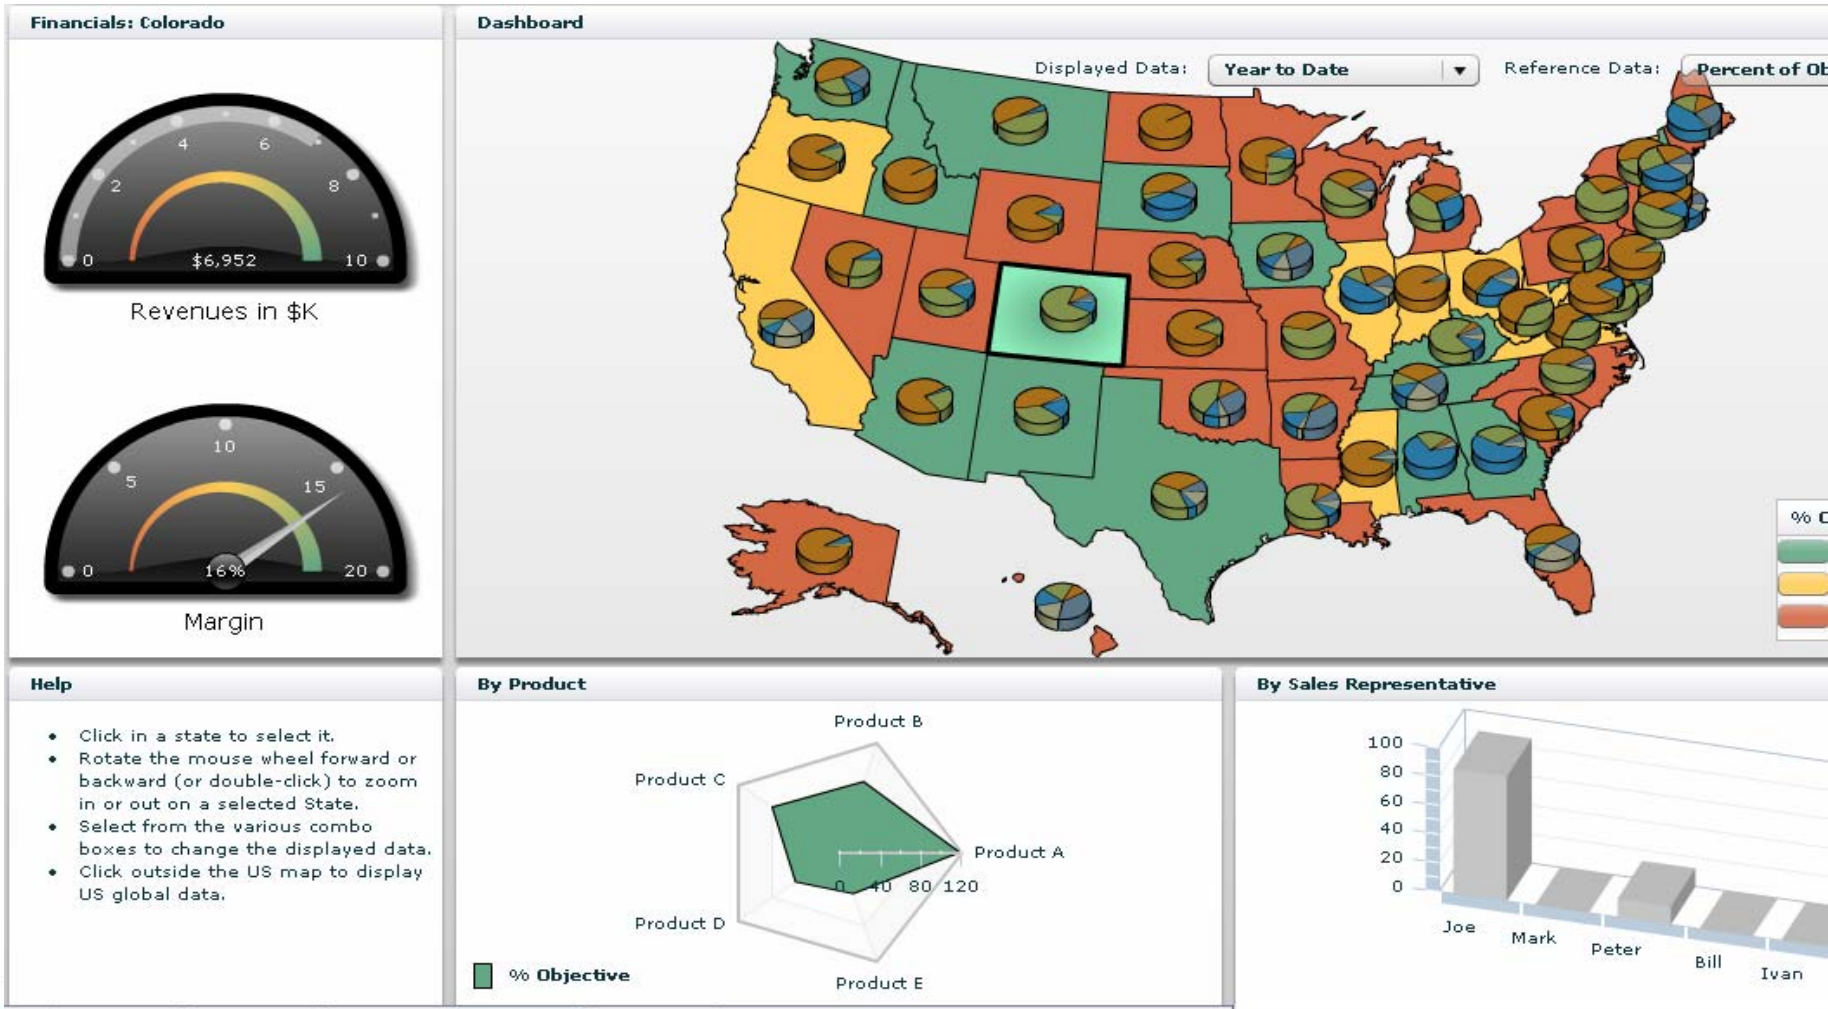 Financials: Colorado
2
4
6
8
0
$6,952
10
Revenues in $K
5
10
15
0
16%
20
Margin
Dashboard
Displayed Data:
Year to Date
Reference Data:
Percent of Ob
% C
Help
• Click in a state to select it.
• Rotate the mouse wheel forward or
backward (or double-click) to zoom
in or out on a selected State.
• Select from the various combo
boxes to change the displayed data.
• Click outside the US map to display
US global data.
By Product
Product B
Product C
Product A
0 40 80 120
Product D
Product E
% Objective
By Sales Representative
100
80
60
40
20
0
Joe
Mark
Peter
Bill
Ivan